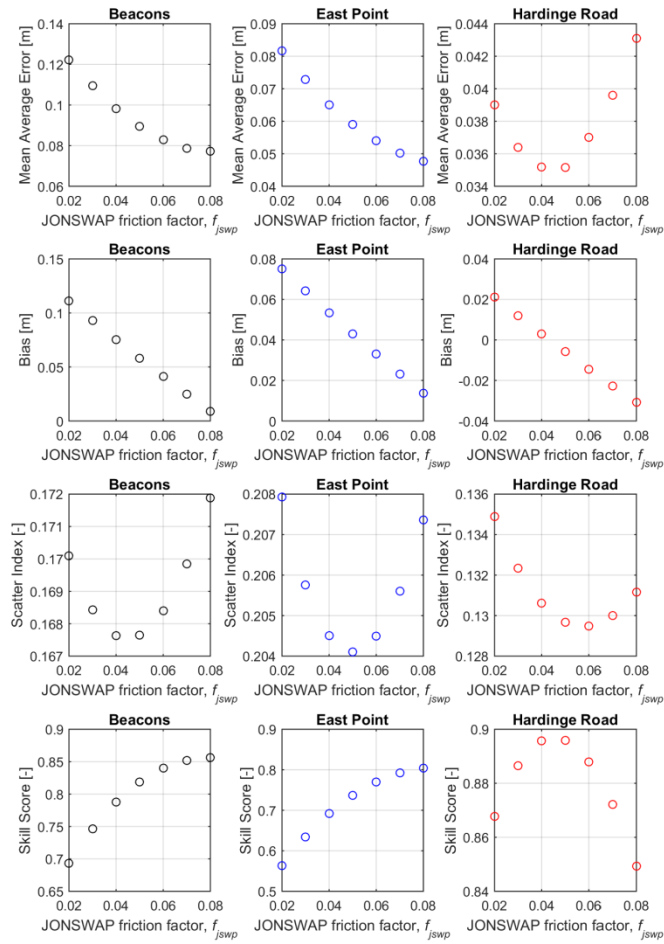 Beacons
East Point
Hardinge Road
Mean Average Error [m]
0.14
0.12
0.1
0.08
0.06
0.02 0.04 0.06 0.08
JONSWAP friction factor, f_jswp
Mean Average Error [m]
0.09
0.08
0.07
0.06
0.05
0.04
0.02 0.04 0.06 0.08
JONSWAP friction factor, f_jswp
Mean Average Error [m]
0.044
0.042
0.04
0.038
0.036
0.034
0.02 0.04 0.06 0.08
JONSWAP friction factor, f_jswp
Beacons
East Point
Hardinge Road
Bias [m]
0.15
0.1
0.05
0
0.02 0.04 0.06 0.08
JONSWAP friction factor, f_jswp
Bias [m]
0.08
0.06
0.04
0.02
0
0.02 0.04 0.06 0.08
JONSWAP friction factor, f_jswp
Bias [m]
0.04
0.02
0
-0.02
-0.04
0.02 0.04 0.06 0.08
JONSWAP friction factor, f_jswp
Beacons
East Point
Hardinge Road
Scatter Index [-]
0.172
0.171
0.17
0.169
0.168
0.167
0.02 0.04 0.06 0.08
JONSWAP friction factor, f_jswp
Scatter Index [-]
0.208
0.206
0.204
0.02 0.04 0.06 0.08
JONSWAP friction factor, f_jswp
Scatter Index [-]
0.136
0.134
0.132
0.13
0.128
0.02 0.04 0.06 0.08
JONSWAP friction factor, f_jswp
Beacons
East Point
Hardinge Road
Skill Score [-]
0.9
0.85
0.8
0.75
0.7
0.65
0.02 0.04 0.06 0.08
JONSWAP friction factor, f_jswp
Skill Score [-]
0.9
0.8
0.7
0.6
0.5
0.02 0.04 0.06 0.08
JONSWAP friction factor, f_jswp
Skill Score [-]
0.9
0.88
0.86
0.84
0.02 0.04 0.06 0.08
JONSWAP friction factor, f_jswp